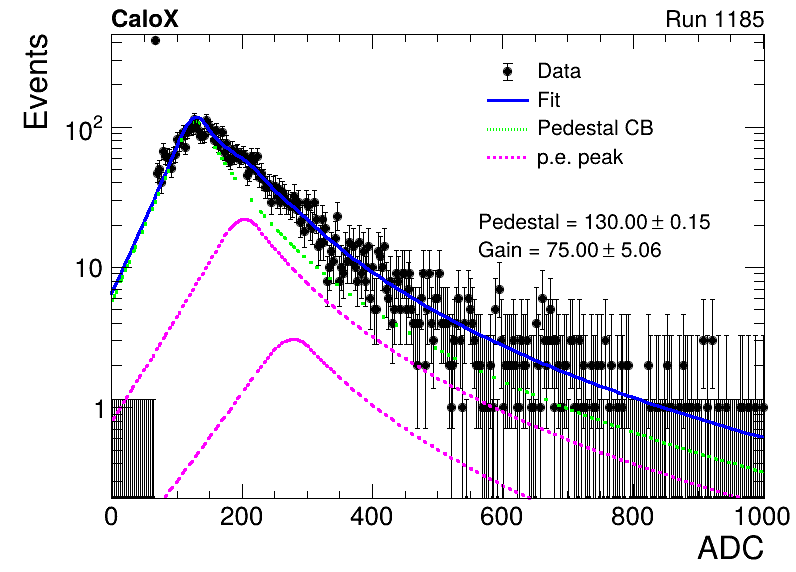 CaloX Run 1185
Events
Data
Fit
Pedestal CB
p.e. peak
Pedestal = 130.00 ± 0.15
Gain = 75.00 ± 5.06
10²
10
1
0 200 400 600 800 1000
ADC